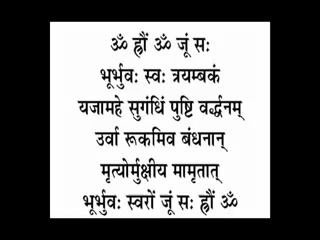 ॐ ह्रौं ॐ जूं सः
भूर्भुवः स्वः त्रयम्बकं
यजामहे सुगंधिं पुष्टि वर्द्धनम्
उर्वा रूकमिव बंधनान्
मृत्योर्मुक्षीय मामृतात्
भूर्भुवः स्वरों जूं सः ह्रौं ॐ